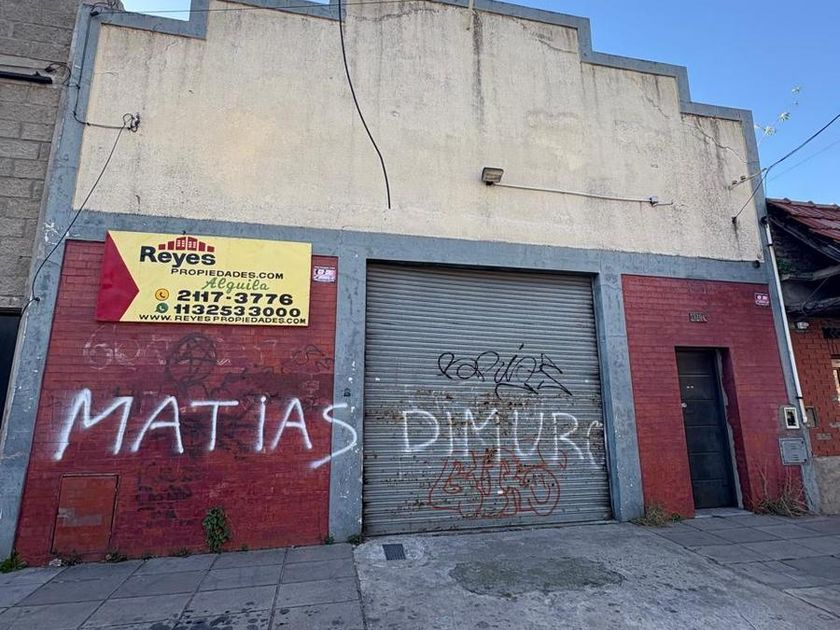 Reyes
PROPIEDADES.COM
Alquila
2117-3776
1132533000
WWW.REYESPROPIEDADES.COM
MATIAS DIMURO